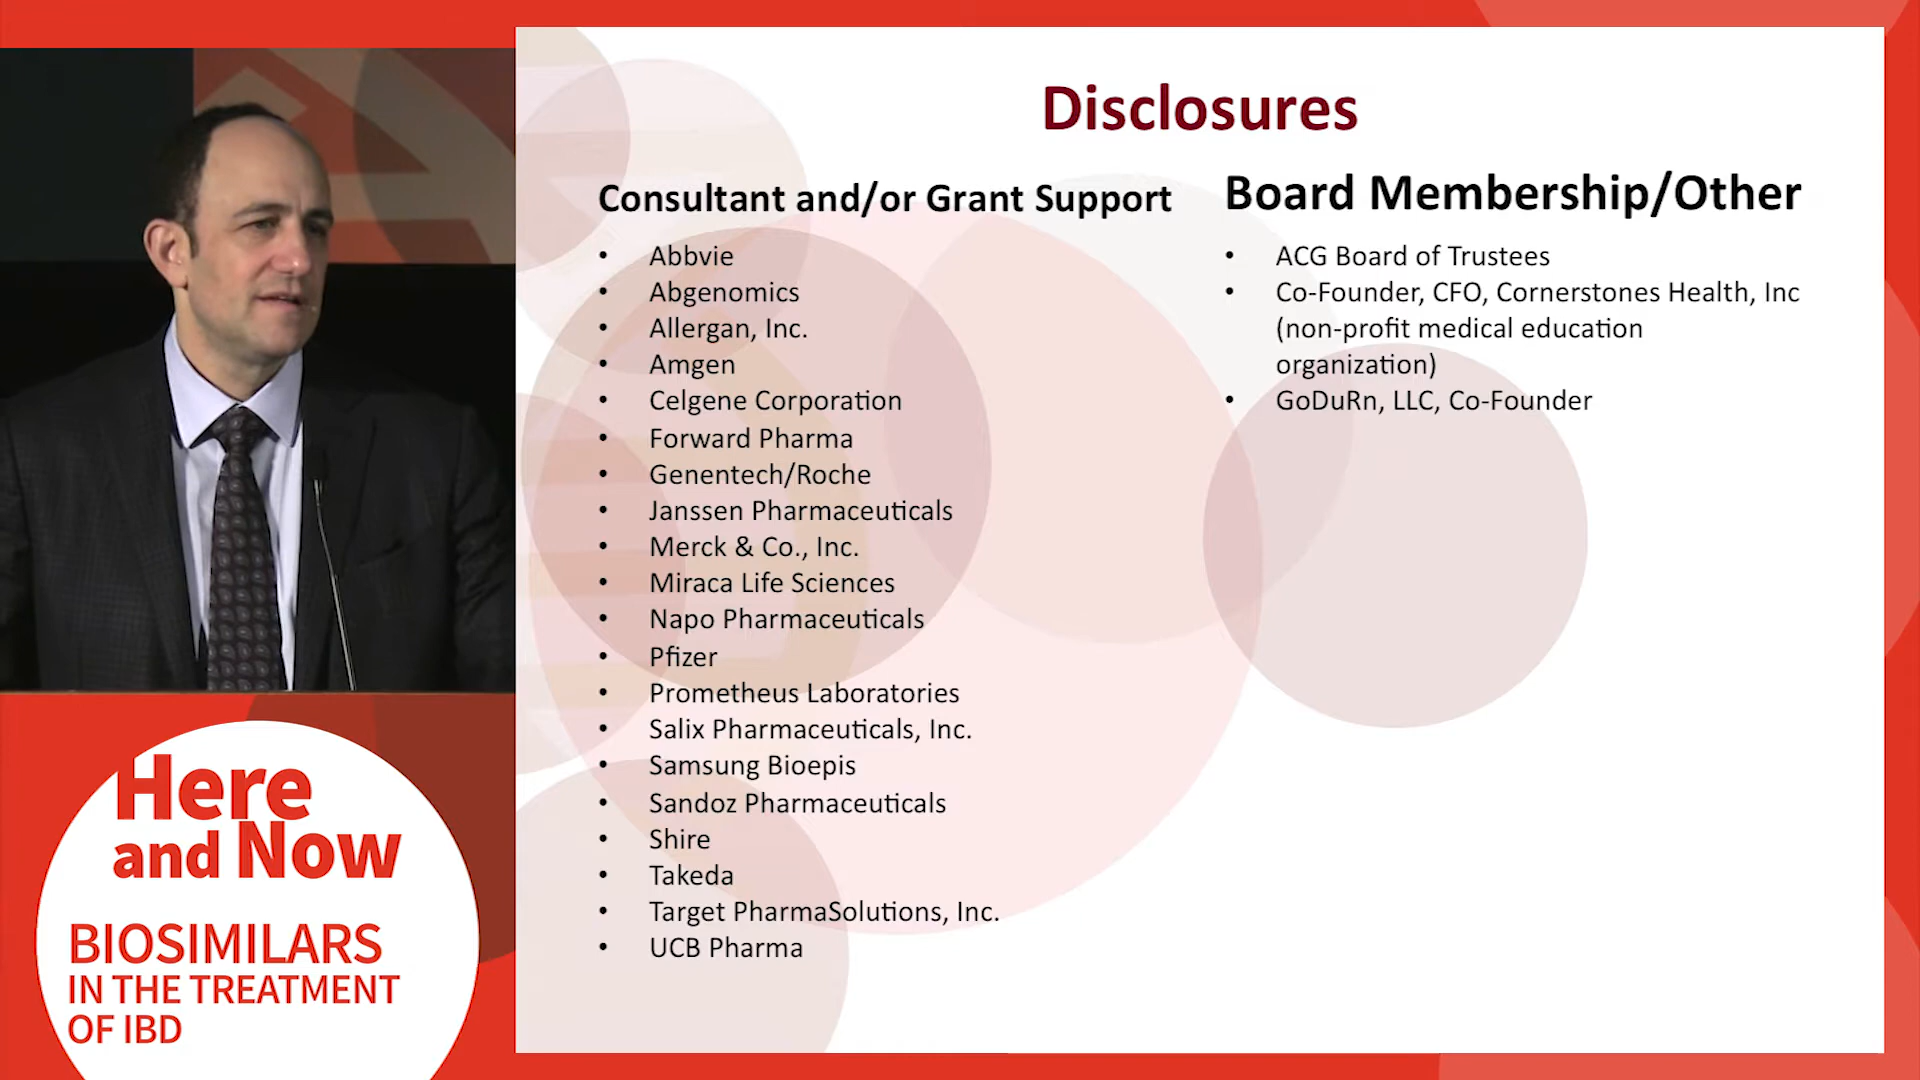 Disclosures
Consultant and/or Grant Support
• Abbvie
• Abgenomics
• Allergan, Inc.
• Amgen
• Celgene Corporation
• Forward Pharma
• Genentech/Roche
• Janssen Pharmaceuticals
• Merck & Co., Inc.
• Miraca Life Sciences
• Napo Pharmaceuticals
• Pfizer
• Prometheus Laboratories
• Salix Pharmaceuticals, Inc.
• Samsung Bioepis
• Sandoz Pharmaceuticals
• Shire
• Takeda
• Target PharmaSolutions, Inc.
• UCB Pharma
Board Membership/Other
• ACG Board of Trustees
• Co-Founder, CFO, Cornerstones Health, Inc
(non-profit medical education
organization)
• GoDuRn, LLC, Co-Founder
Here
and Now
BIOSIMILARS
IN THE TREATMENT
OF IBD